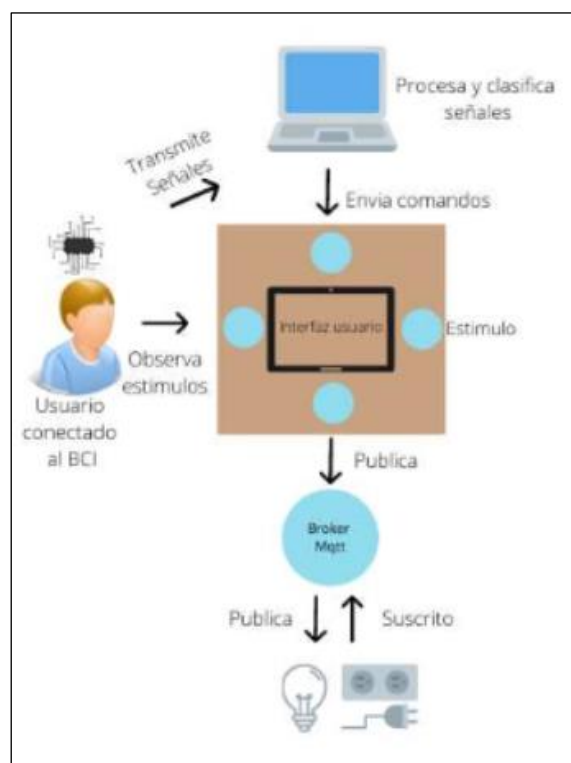 Procesa y clasifica
señales
Transmite
Señales
Envia comandos
Interfaz usuario
Estimulo
Observa
estimulos
Usuario
conectado
al BCI
Publica
Broker
Mqtt
Publica
Suscrito